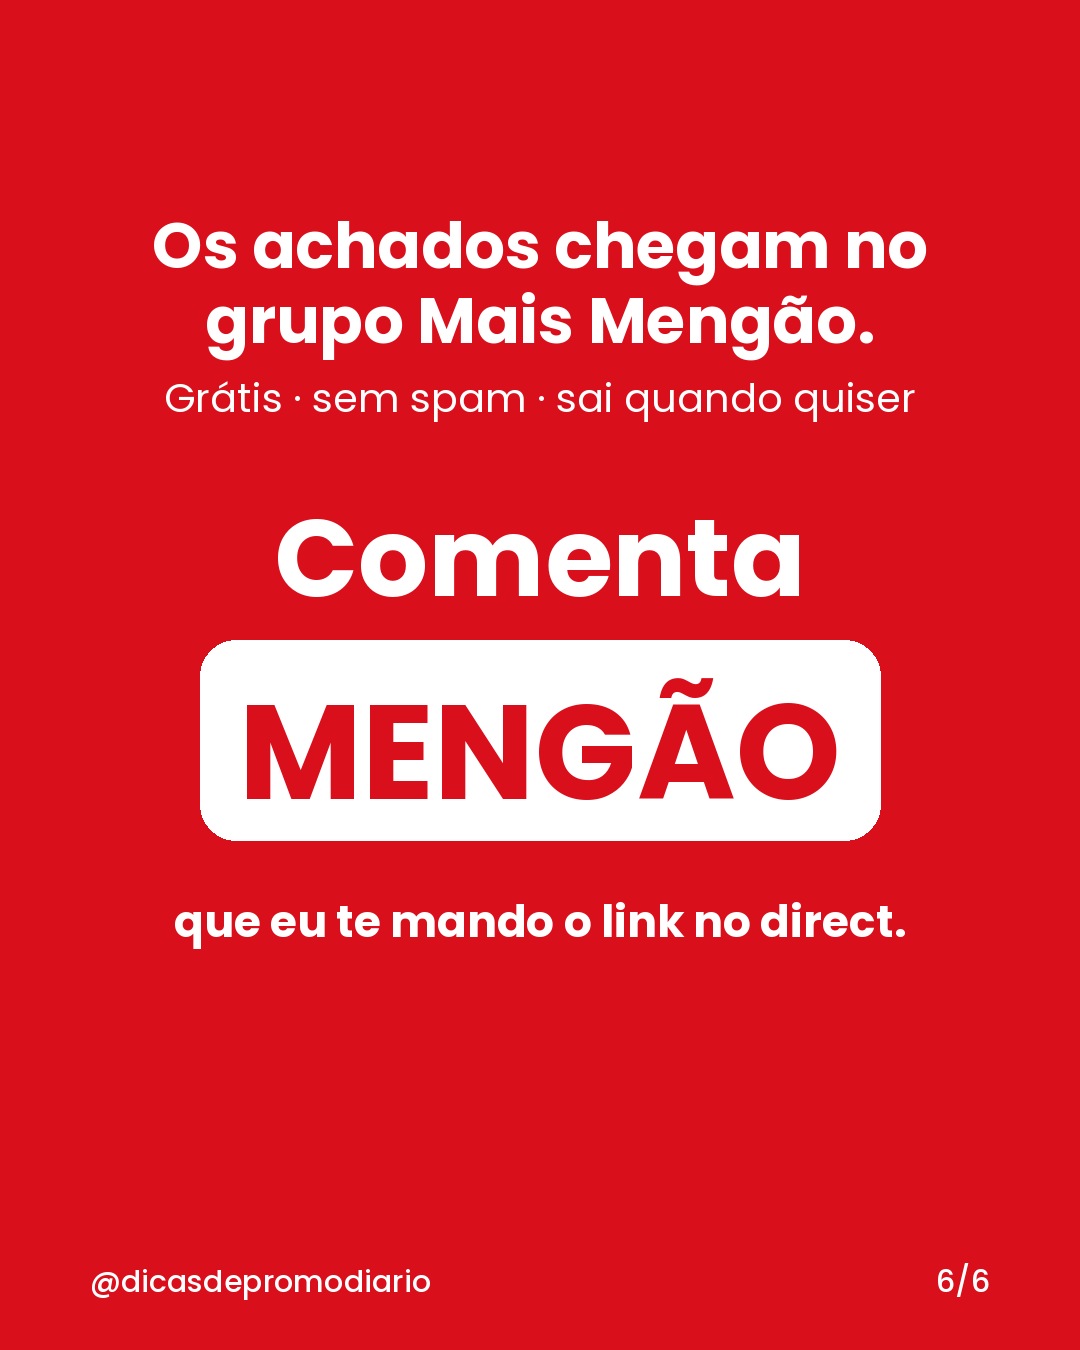 Os achados chegam no
grupo Mais Mengão.
Grátis · sem spam · sai quando quiser
Comenta
MENGÃO
que eu te mando o link no direct.
@dicasdepromodiario
6/6